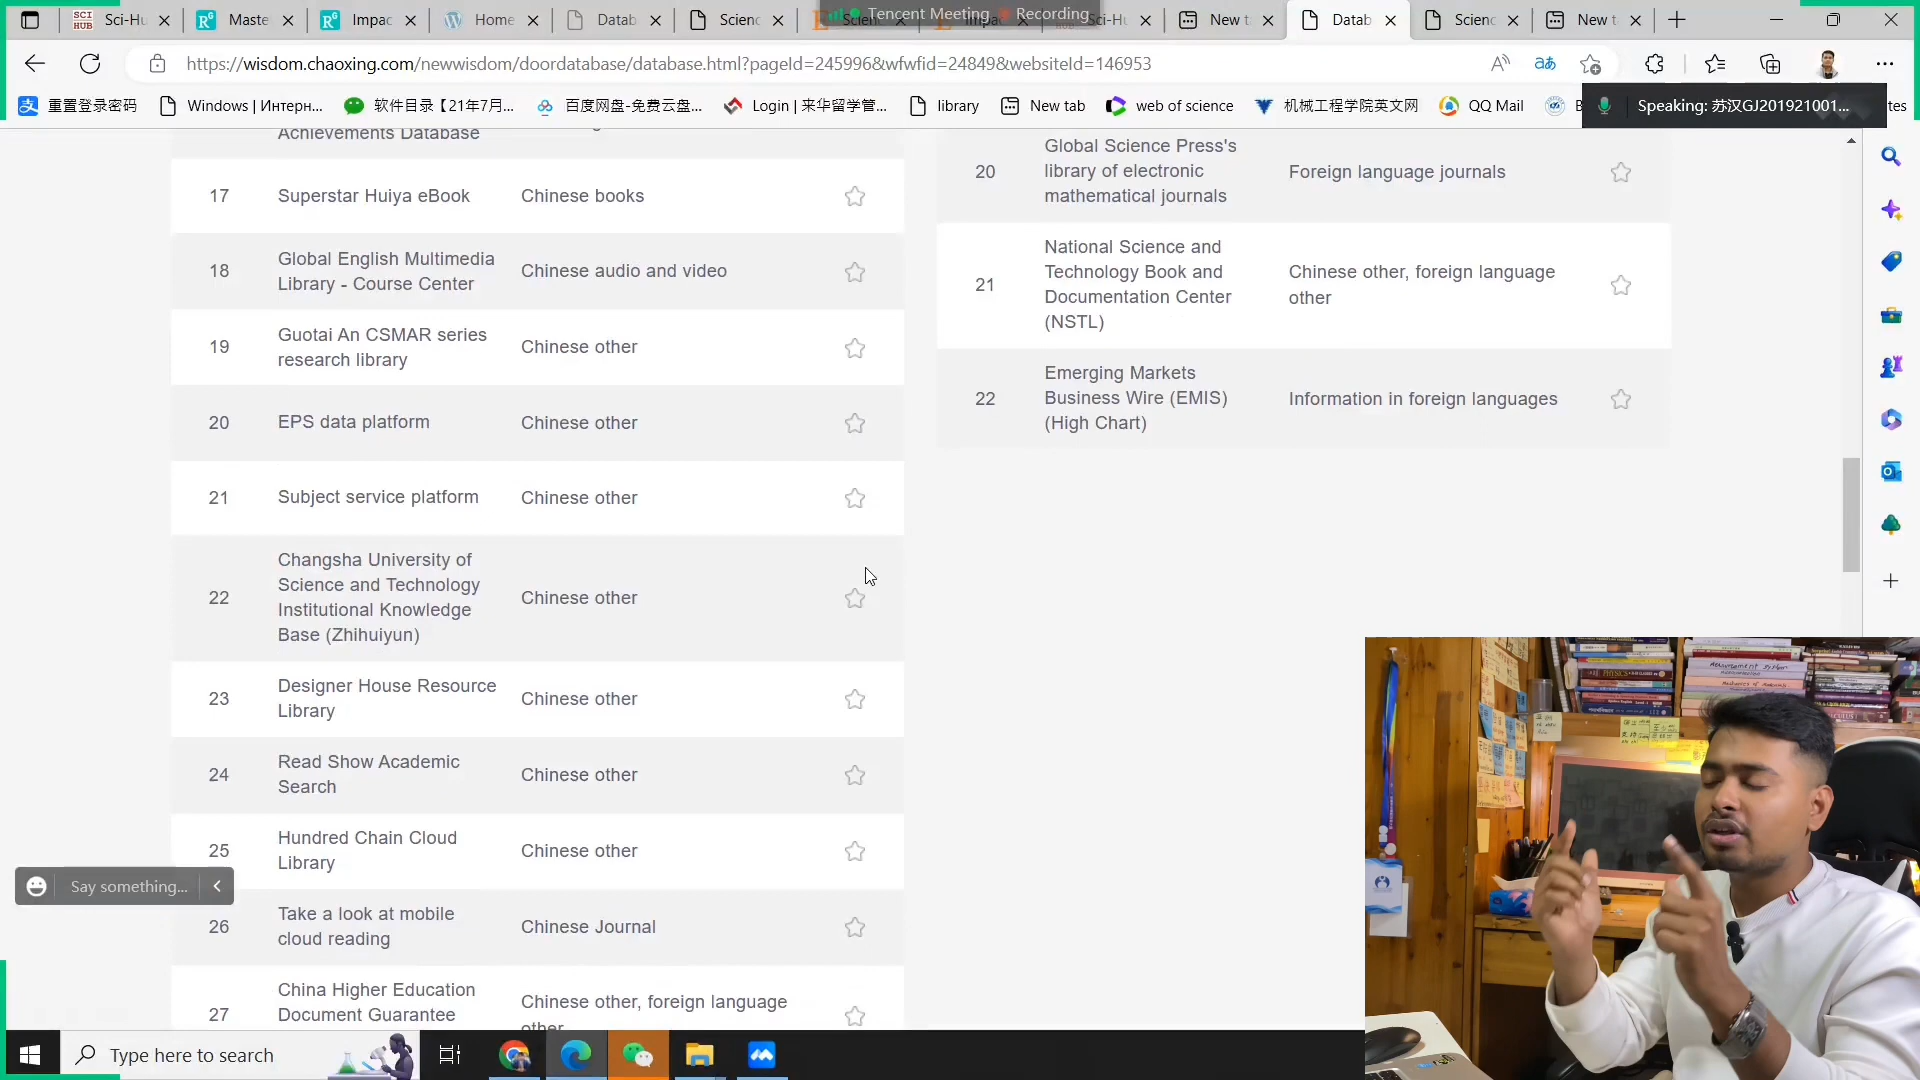 SCI HUB
Sci-Hu
Maste
Impac
Home
Datab
Scienc
Tencent Meeting
Recording
Sci-Hu
New t
Datab
Scienc
New t
https://wisdom.chaoxing.com/newwisdom/doordatabase/database.html?pageId=245996&wfwfid=24849&websiteId=146953
重置登录密码
Windows | Интерн...
软件目录【21年7月...
百度网盘-免费云盘...
Login | 来华留学管...
library
New tab
web of science
机械工程学院英文网
QQ Mail
Speaking: 苏汉GJ201921001...
tes
Achievements Database
17 Superstar Huiya eBook Chinese books
18 Global English Multimedia Chinese audio and video
Library - Course Center
19 Guotai An CSMAR series Chinese other
research library
20 EPS data platform Chinese other
21 Subject service platform Chinese other
22 Changsha University of Chinese other
Science and Technology
Institutional Knowledge
Base (Zhihuiyun)
23 Designer House Resource Chinese other
Library
24 Read Show Academic Chinese other
Search
25 Hundred Chain Cloud Chinese other
Library
26 Take a look at mobile Chinese Journal
cloud reading
27 China Higher Education Chinese other, foreign language
Document Guarantee other
20 Global Science Press's Foreign language journals
library of electronic
mathematical journals
21 National Science and Chinese other, foreign language
Technology Book and other
Documentation Center
(NSTL)
22 Emerging Markets Information in foreign languages
Business Wire (EMIS)
(High Chart)
Say something...
Type here to search